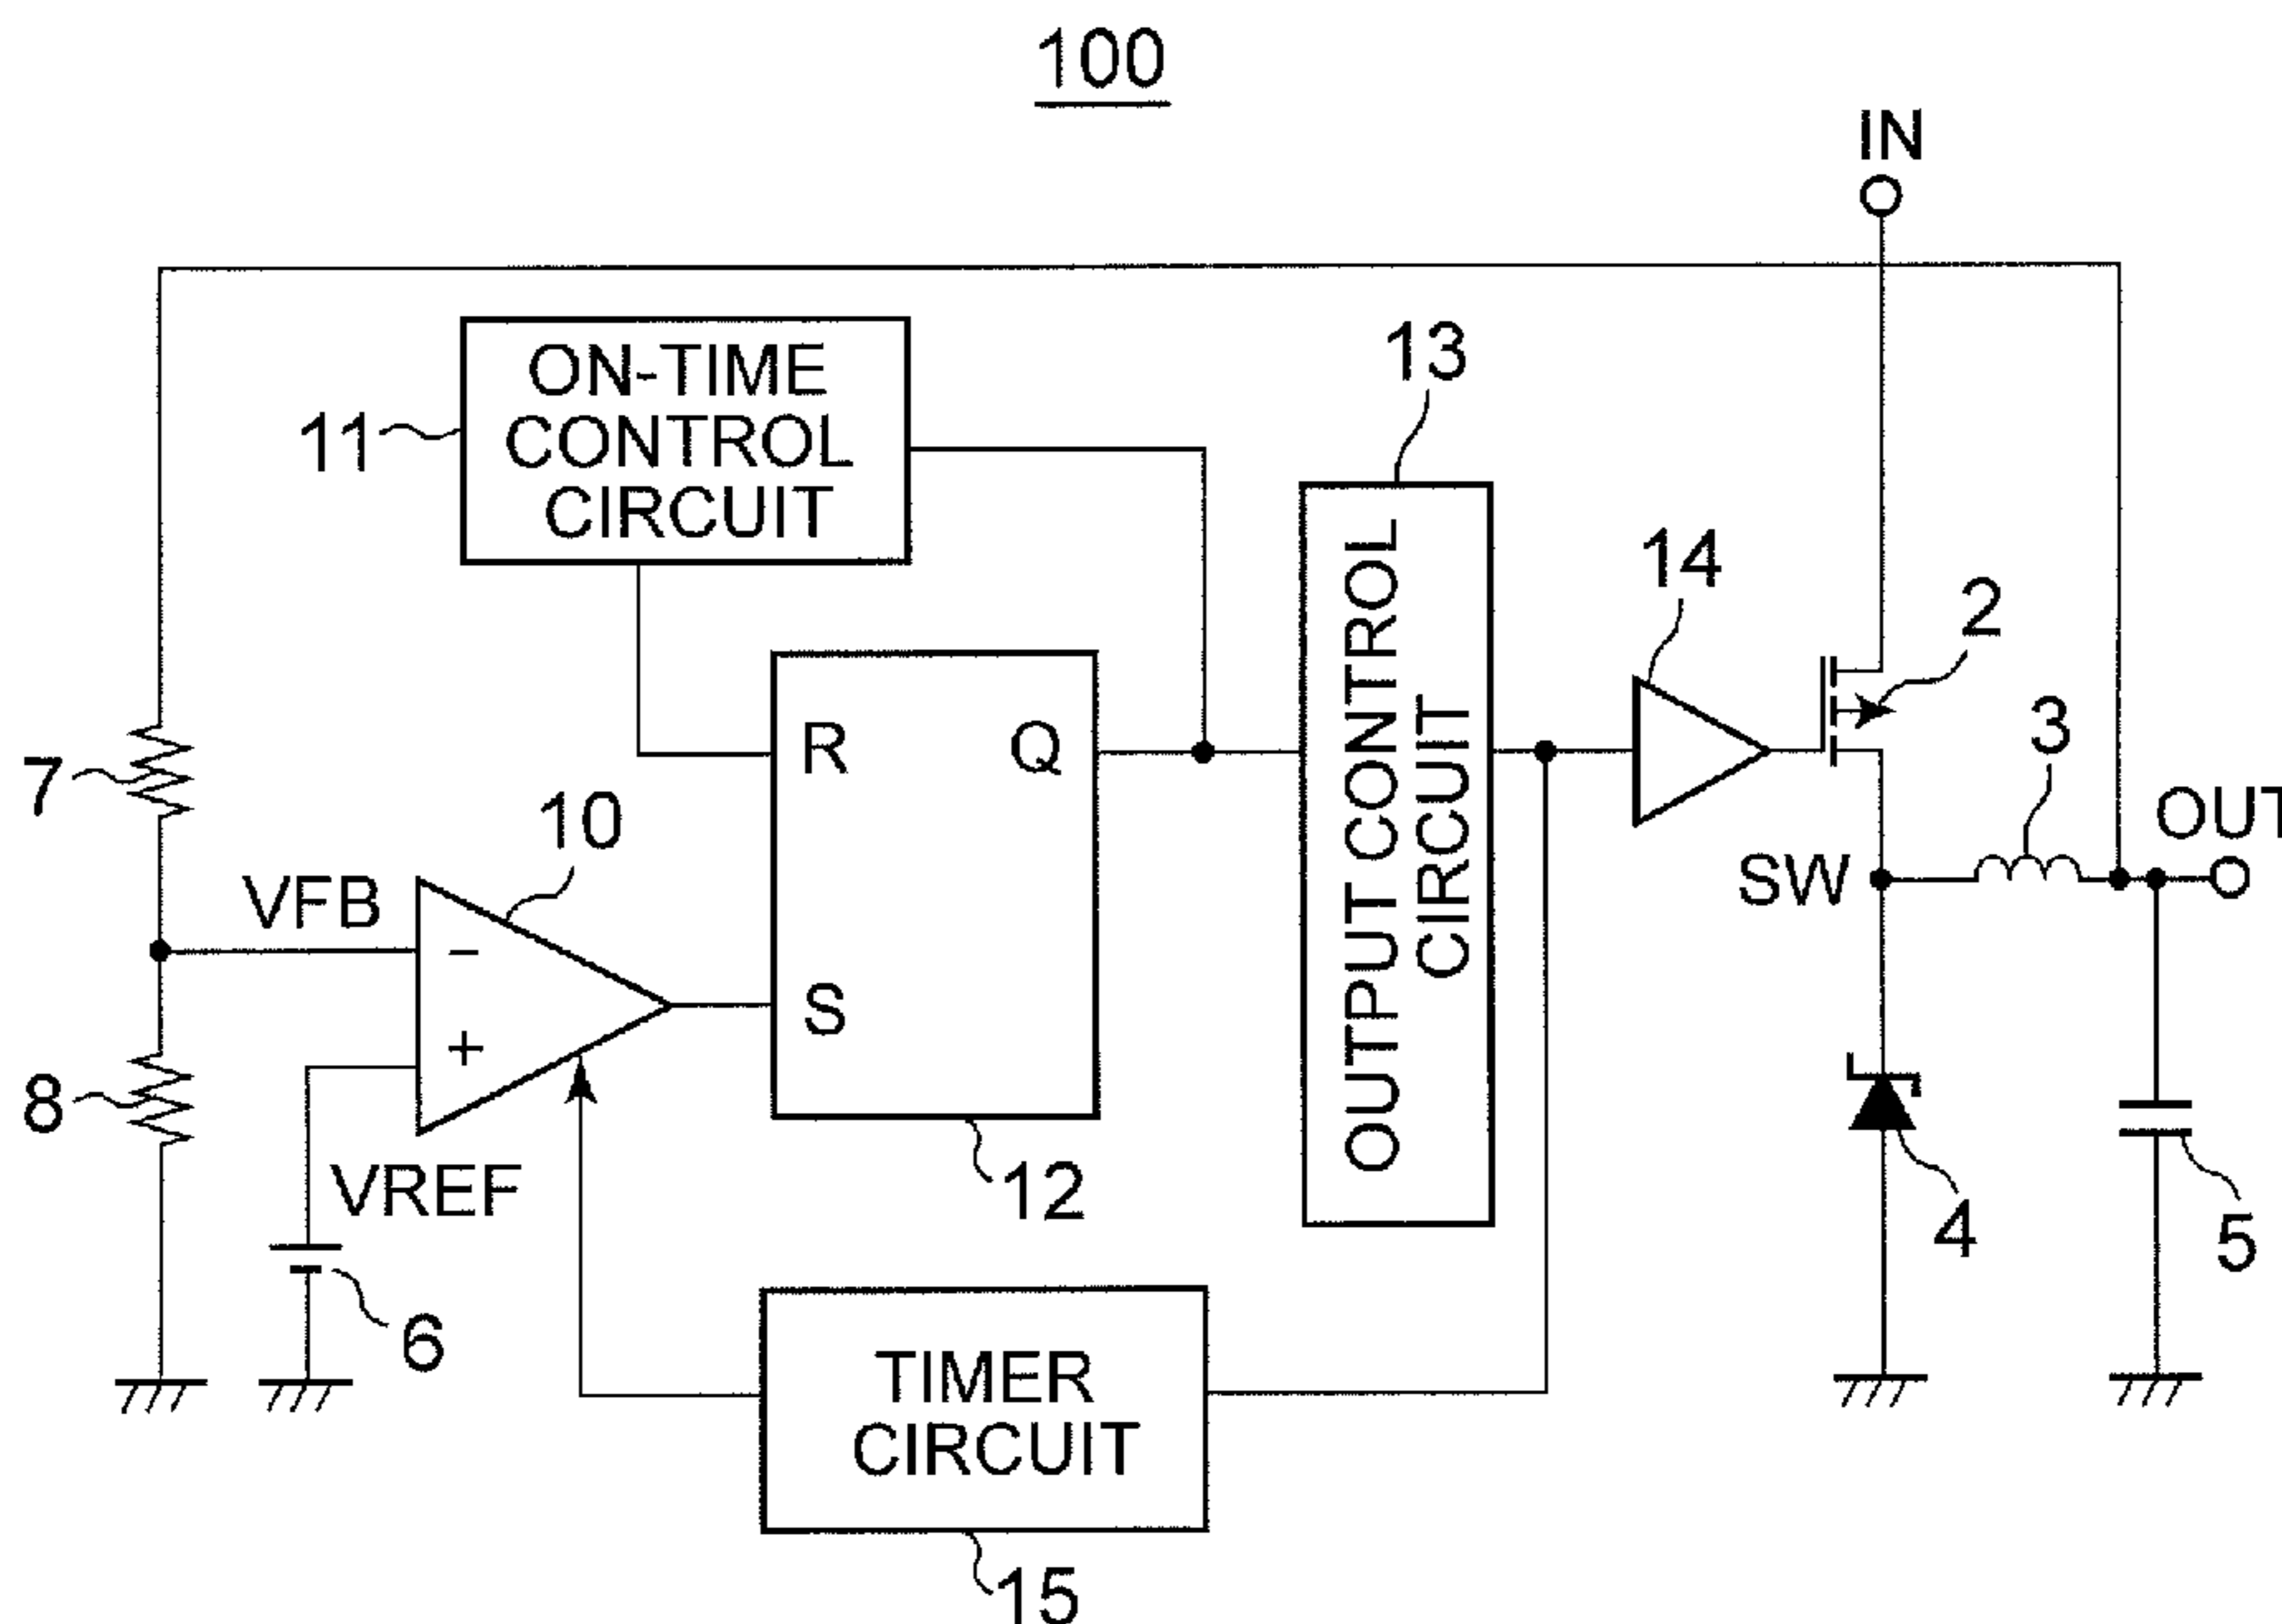 100
IN
ON-TIME
CONTROL
CIRCUIT
11
13
OUTPUT CONTROL
CIRCUIT
14
2
3
R
Q
S
7
10
VFB
−
+
SW
OUT
8
VREF
12
4
5
6
TIMER
CIRCUIT
15